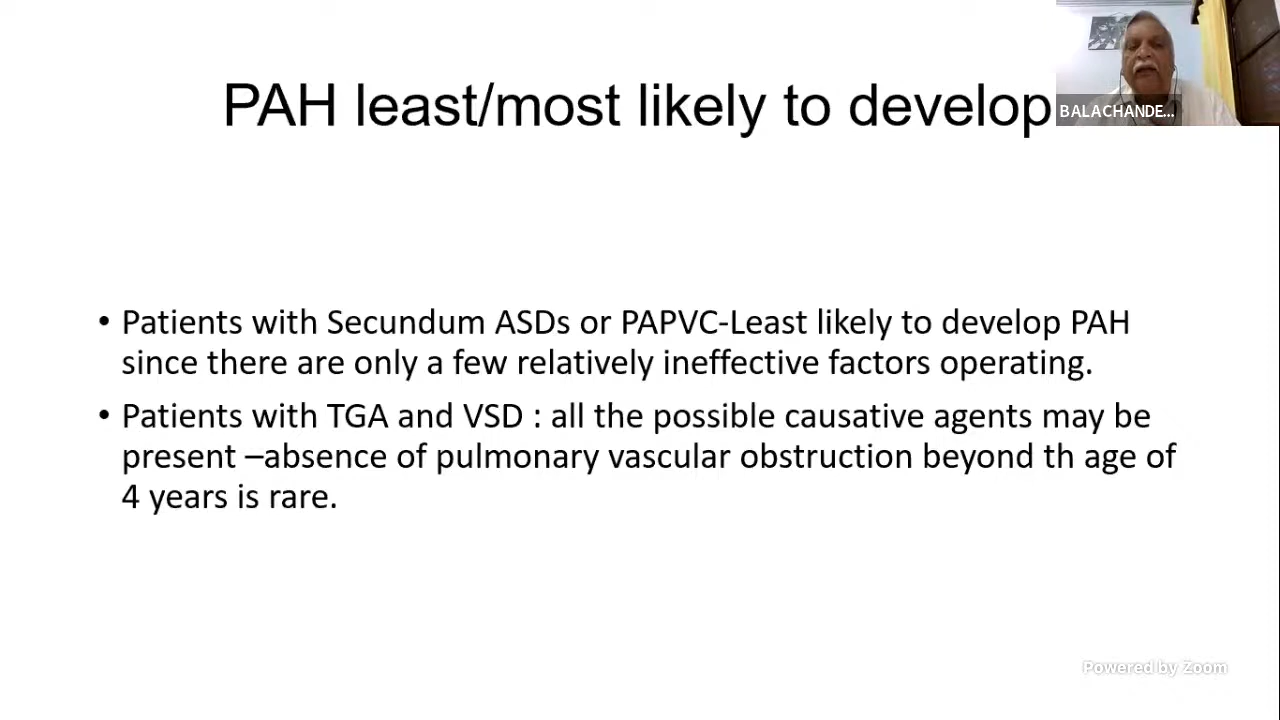 PAH least/most likely to develop
BALACHANDE...
• Patients with Secundum ASDs or PAPVC-Least likely to develop PAH
since there are only a few relatively ineffective factors operating.
• Patients with TGA and VSD : all the possible causative agents may be
present –absence of pulmonary vascular obstruction beyond th age of
4 years is rare.
Powered by Zoom